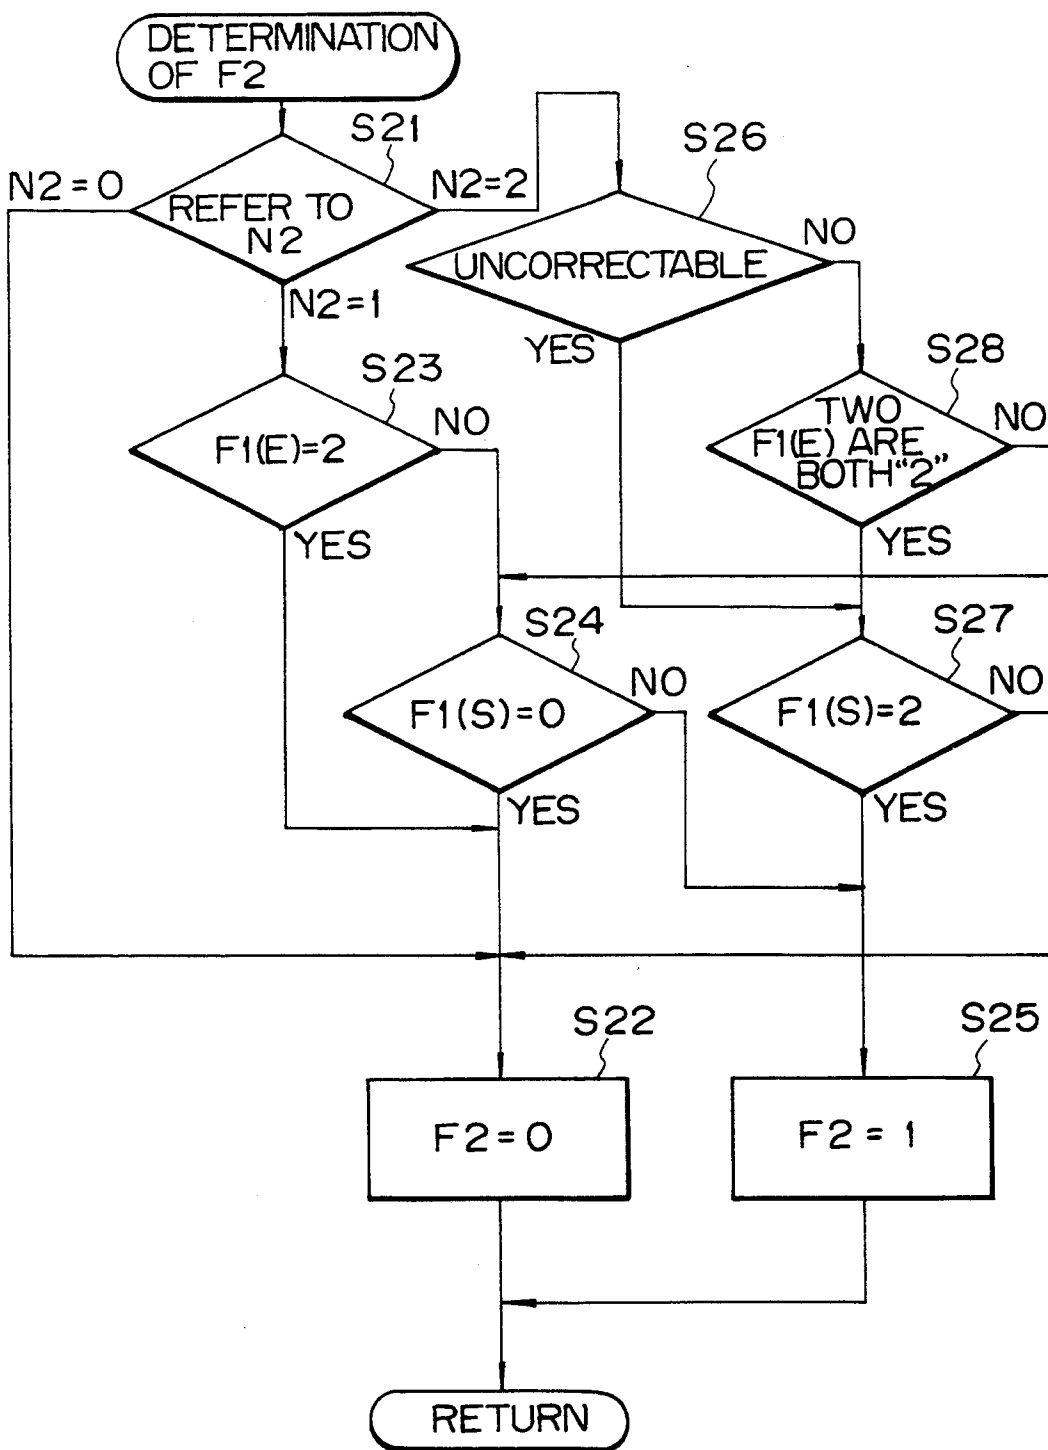 DETERMINATION
OF F2
S21
N2=0
REFER TO
N2
N2=2
N2=1
S26
UNCORRECTABLE
NO
YES
S23
F1(E)=2
NO
YES
S28
TWO
F1(E) ARE
BOTH "2"
NO
YES
S24
F1(S)=0
NO
YES
S27
F1(S)=2
NO
YES
S22
F2=0
S25
F2=1
RETURN